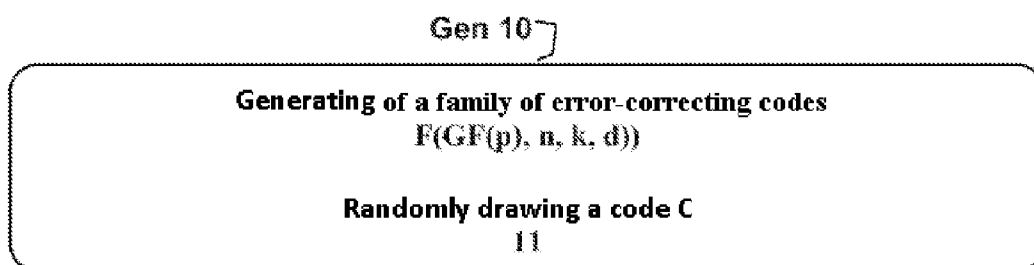 Gen 10
Generating of a family of error-correcting codes
F(GF(p), n, k, d))
Randomly drawing a code C
11